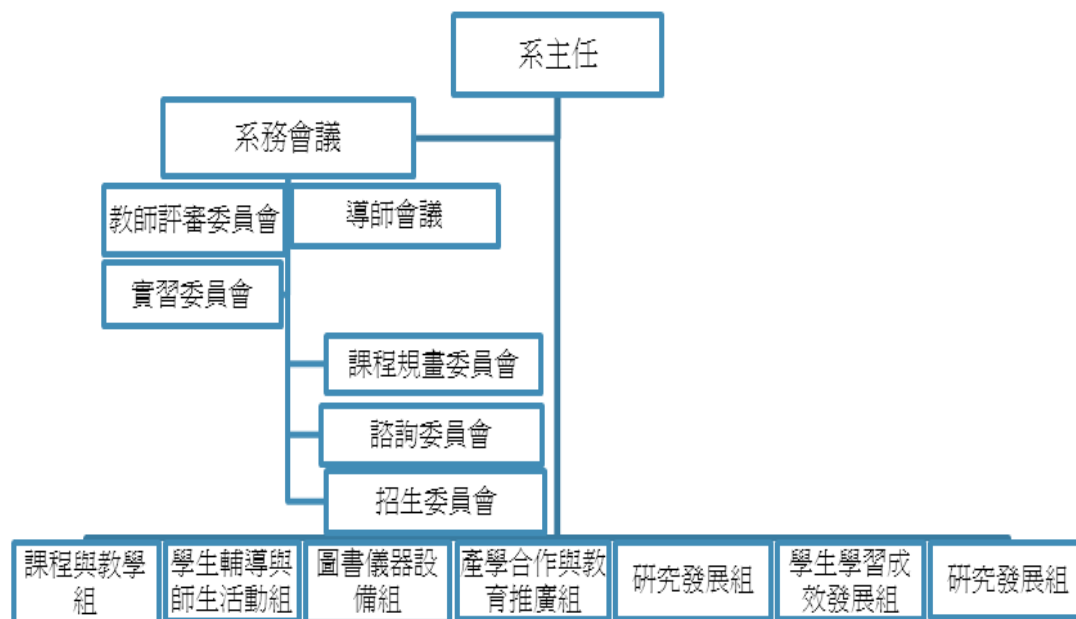 系主任
系務會議
教師評審委員會
導師會議
實習委員會
課程規畫委員會
諮詢委員會
招生委員會
課程與教學
組
學生輔導與
師生活動組
圖書儀器設
備組
產學合作與教
育推廣組
研究發展組
學生學習成
效發展組
研究發展組